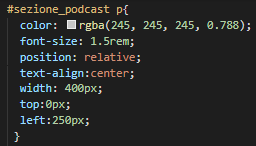 #sezione_podcast p{
color: rgba(245, 245, 245, 0.788);
font-size: 1.5rem;
position: relative;
text-align:center;
width: 400px;
top:0px;
left:250px;
}